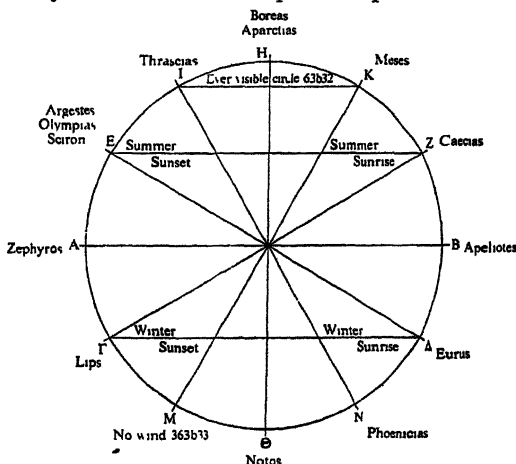 Boreas
Aparctias
H
Thrascias
Meses
I
Ever visible circle 63b32
K
Argestes
Olympias
Sciron
E
Summer
Summer
Z
Caecias
Sunset
Sunrise
Zephyros
A
B
Apeliotes
Winter
Winter
Γ
Sunset
Sunrise
Δ
Lips
Eurus
M
N
No wind 363b33
Phoenicias
Θ
Notos